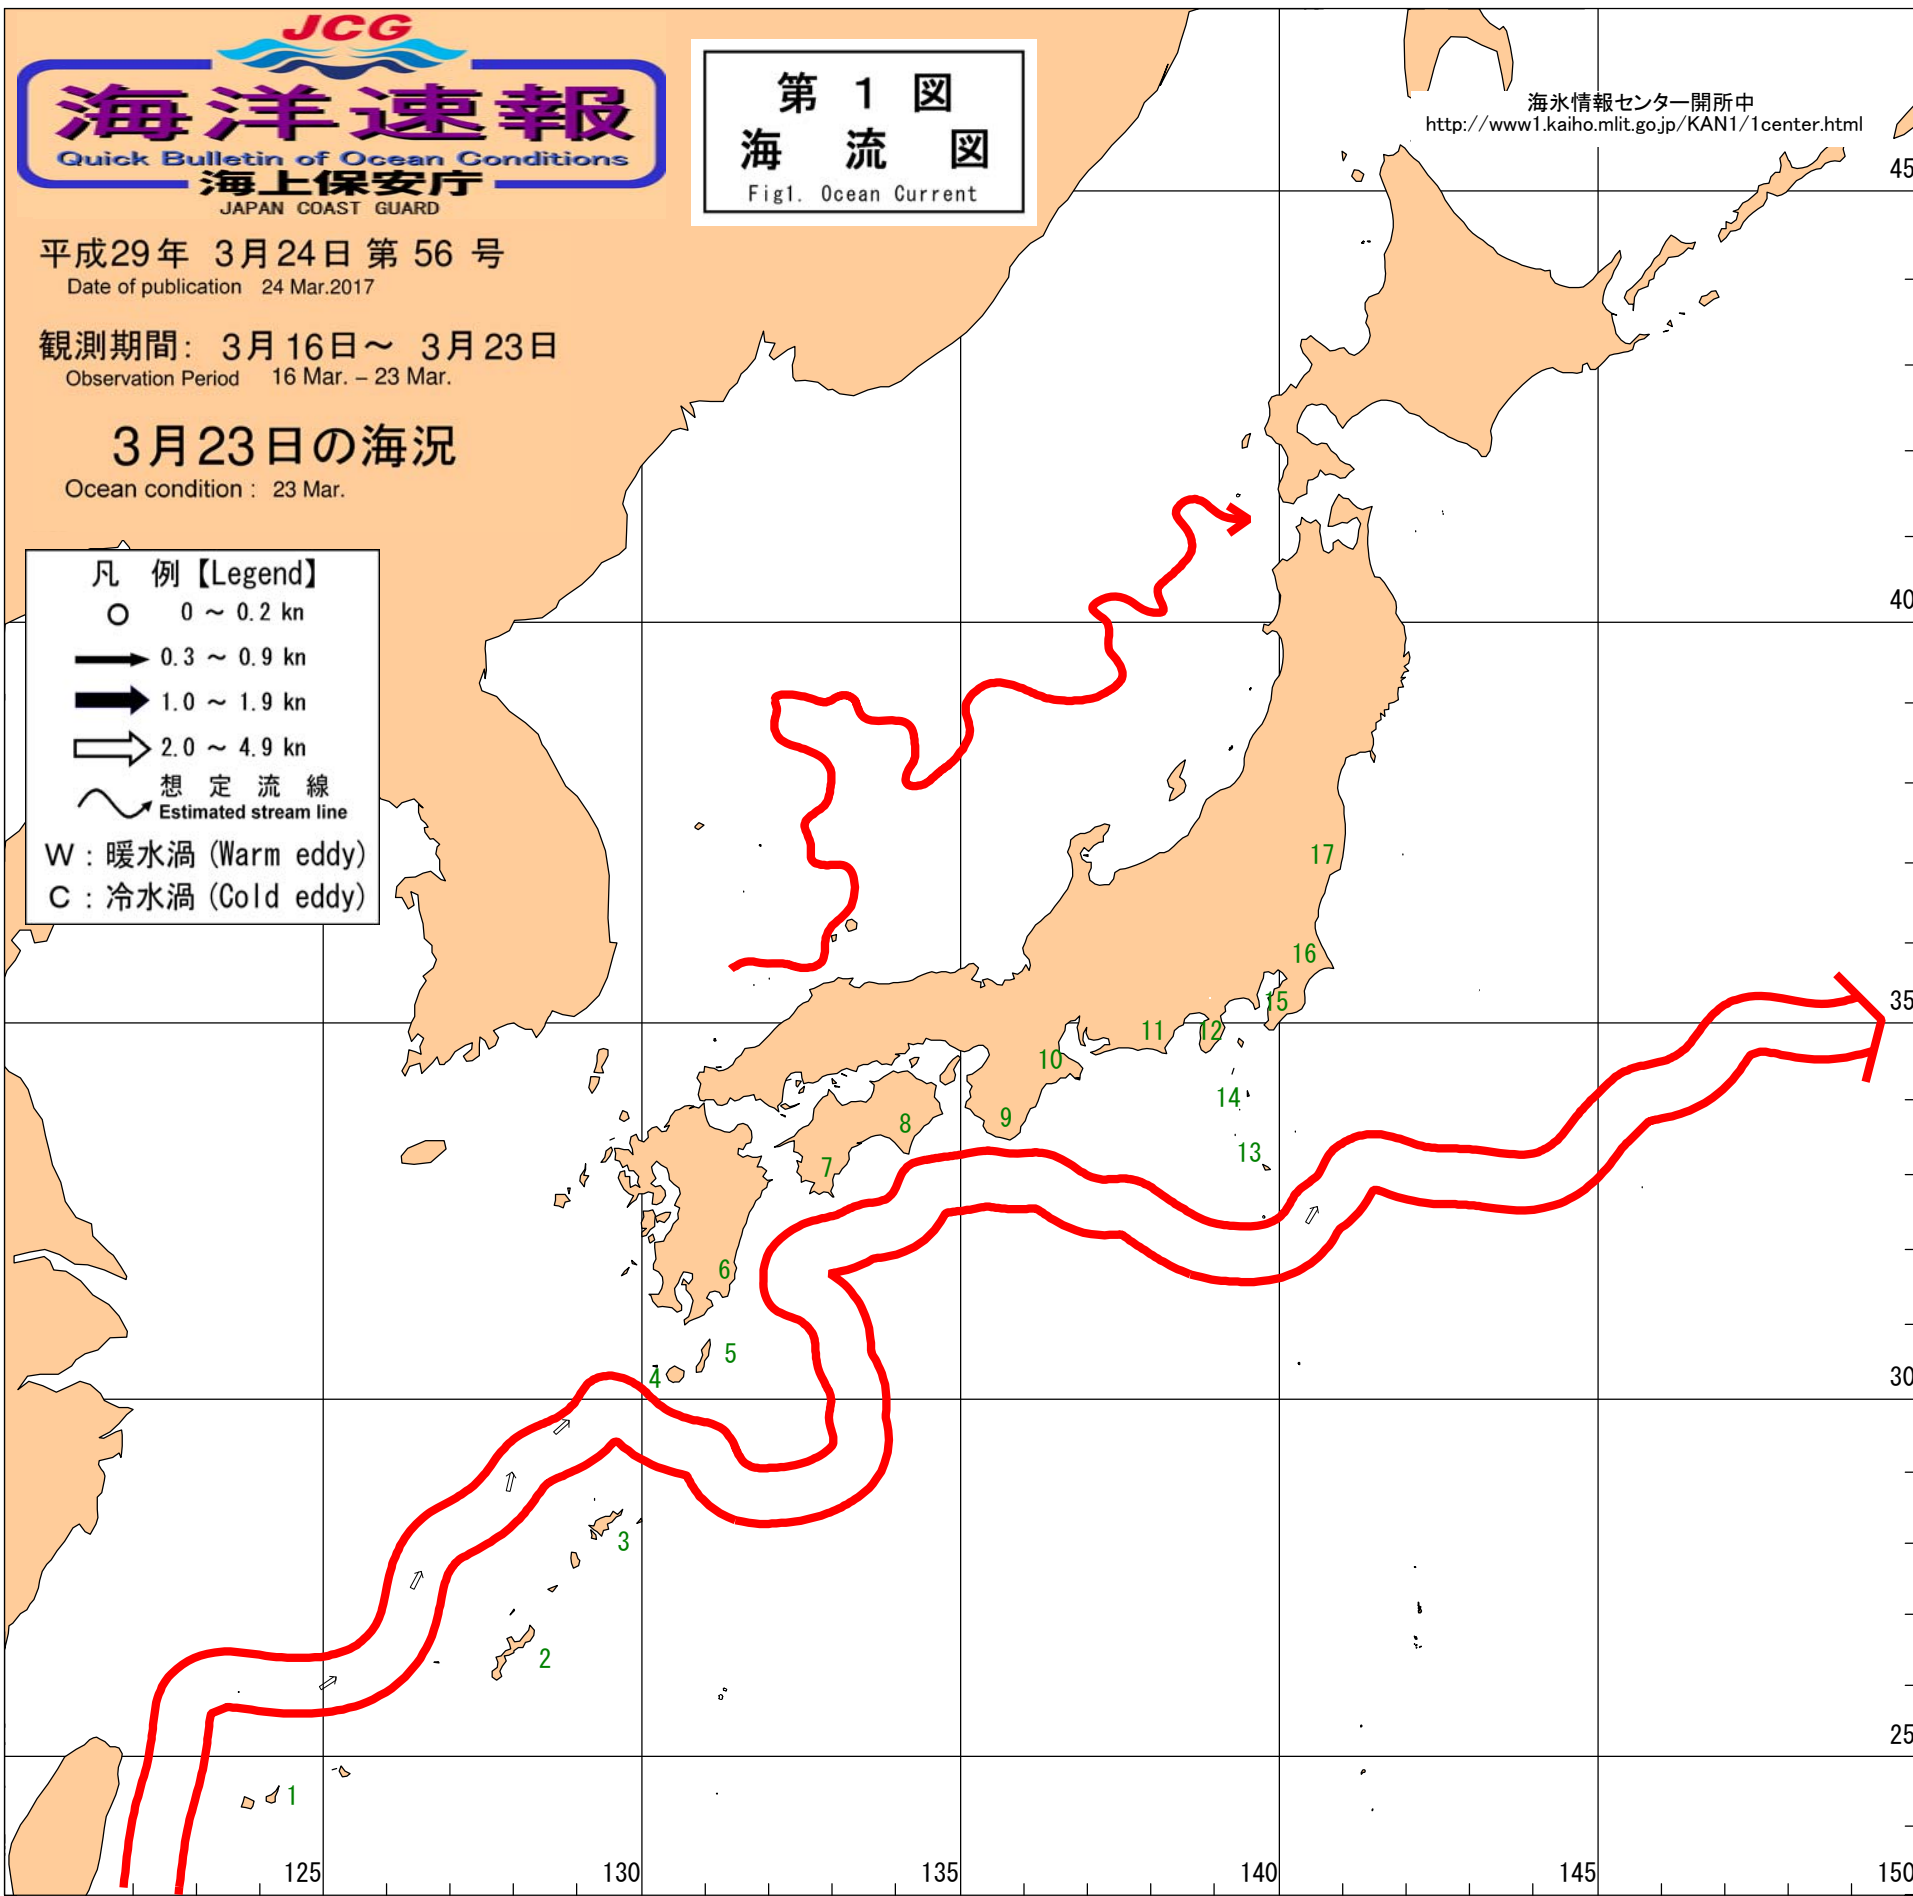 JCG
海洋速報
Quick Bulletin of Ocean Conditions
海上保安庁
JAPAN COAST GUARD
第 1 図
海 流 図
Fig1. Ocean Current
海氷情報センター開所中
http://www1.kaiho.mlit.go.jp/KAN1/1center.html
平成29年 3月24日 第 56 号
Date of publication 24 Mar.2017
観測期間: 3月16日～ 3月23日
Observation Period 16 Mar. – 23 Mar.
3月23日の海況
Ocean condition : 23 Mar.
凡 例【Legend】
0 ～ 0.2 kn
0.3 ～ 0.9 kn
1.0 ～ 1.9 kn
2.0 ～ 4.9 kn
想 定 流 線
Estimated stream line
W : 暖水渦 (Warm eddy)
C : 冷水渦 (Cold eddy)
45
40
35
30
25
17
16
15
12
11
10
14
9
8
13
7
6
5
4
3
2
1
125
130
135
140
145
150